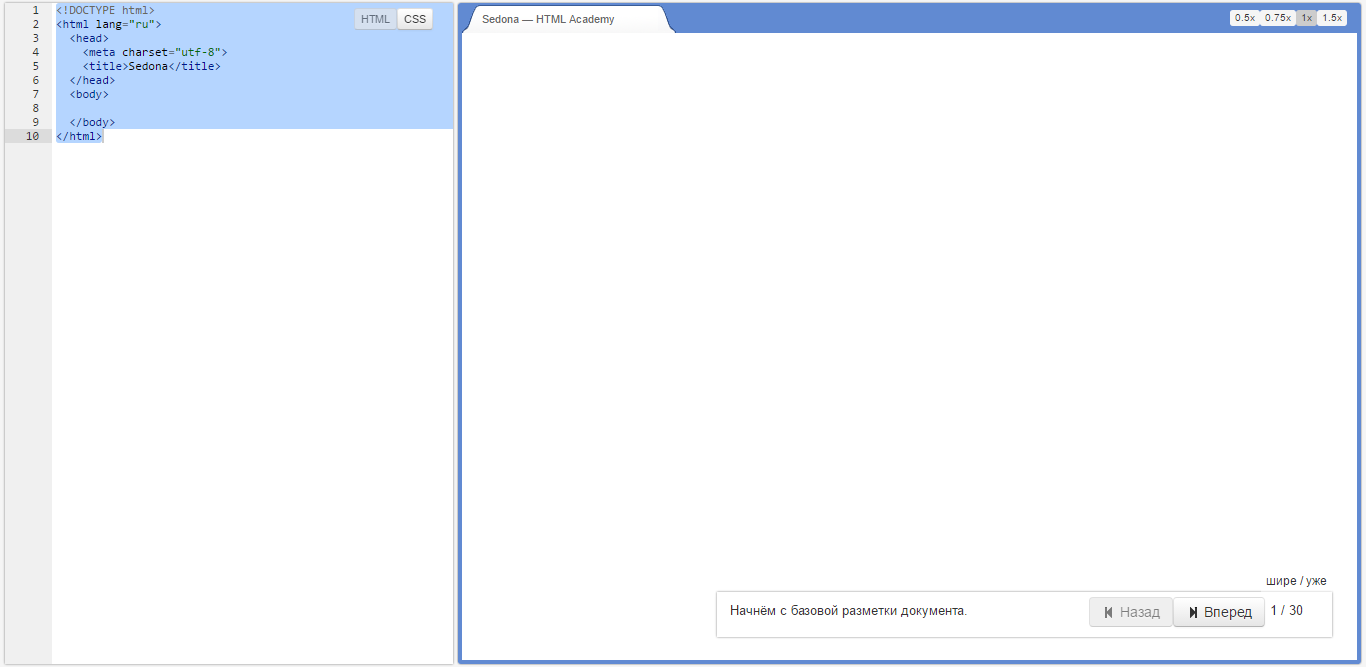 1 <!DOCTYPE html>
2 <html lang="ru">
3 <head>
4 <meta charset="utf-8">
5 <title>Sedona</title>
6 </head>
7 <body>
8
9 </body>
10 </html>
HTML CSS
Sedona — HTML Academy
0.5x 0.75x 1x 1.5x
шире / уже
Начнём с базовой разметки документа. Назад Вперед 1 / 30